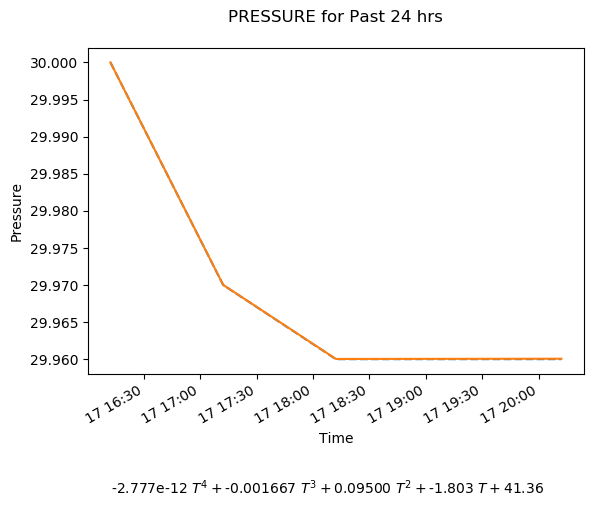 PRESSURE for Past 24 hrs
30.000
29.995
29.990
29.985
29.980
29.975
29.970
29.965
29.960
Pressure
17 16:30 17 17:00 17 17:30 17 18:00 17 18:30 17 19:00 17 19:30 17 20:00
Time
-2.777e-12 T⁴ + -0.001667 T³ + 0.09500 T² + -1.803 T + 41.36